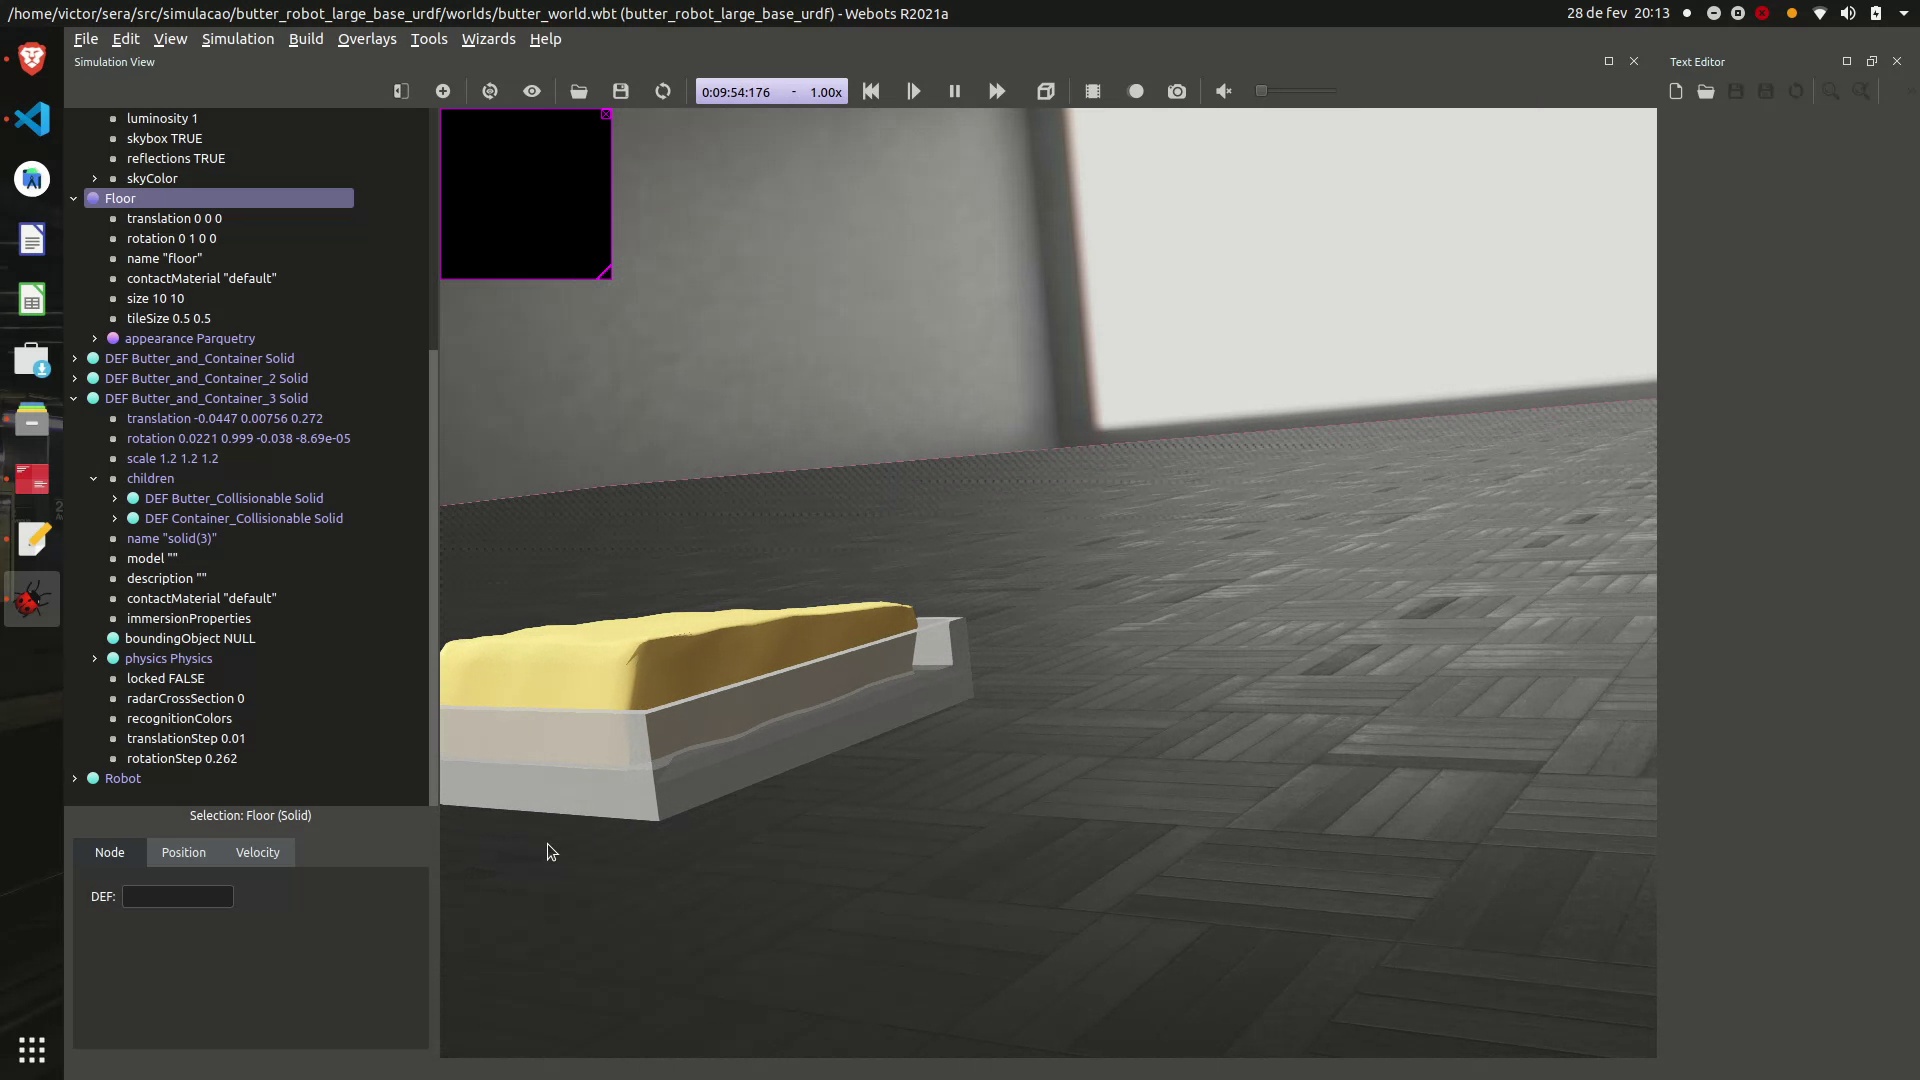 /home/victor/sera/src/simulacao/butter_robot_large_base_urdf/worlds/butter_world.wbt (butter_robot_large_base_urdf) - Webots R2021a
28 de fev 20:13
File Edit View Simulation Build Overlays Tools Wizards Help
Simulation View
Text Editor
0:09:54:176 - 1.00x
luminosity 1
skybox TRUE
reflections TRUE
skyColor
Floor
translation 0 0 0
rotation 0 1 0 0
name "floor"
contactMaterial "default"
size 10 10
tileSize 0.5 0.5
appearance Parquetry
DEF Butter_and_Container Solid
DEF Butter_and_Container_2 Solid
DEF Butter_and_Container_3 Solid
translation -0.0447 0.00756 0.272
rotation 0.0221 0.999 -0.038 -8.69e-05
scale 1.2 1.2 1.2
children
DEF Butter_Collisionable Solid
DEF Container_Collisionable Solid
name "solid(3)"
model ""
description ""
contactMaterial "default"
immersionProperties
boundingObject NULL
physics Physics
locked FALSE
radarCrossSection 0
recognitionColors
translationStep 0.01
rotationStep 0.262
Robot
Selection: Floor (Solid)
Node Position Velocity
DEF: